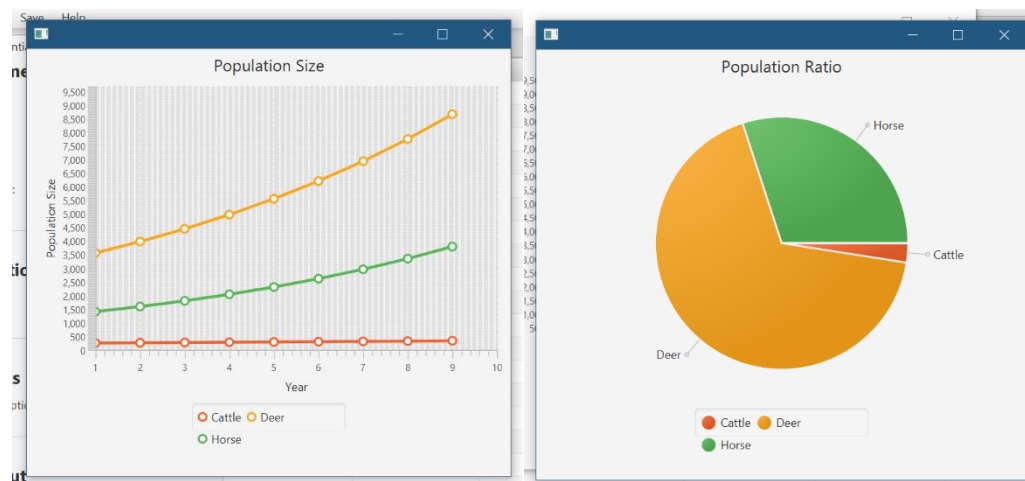 Save Help
Population Size
9,500
9,000
8,500
8,000
7,500
7,000
6,500
6,000
5,500
5,000
4,500
4,000
3,500
3,000
2,500
2,000
1,500
1,000
500
0
Population Size
1 2 3 4 5 6 7 8 9 10
Year
Cattle Deer
Horse
Population Ratio
Horse
Cattle
Deer
Cattle Deer
Horse